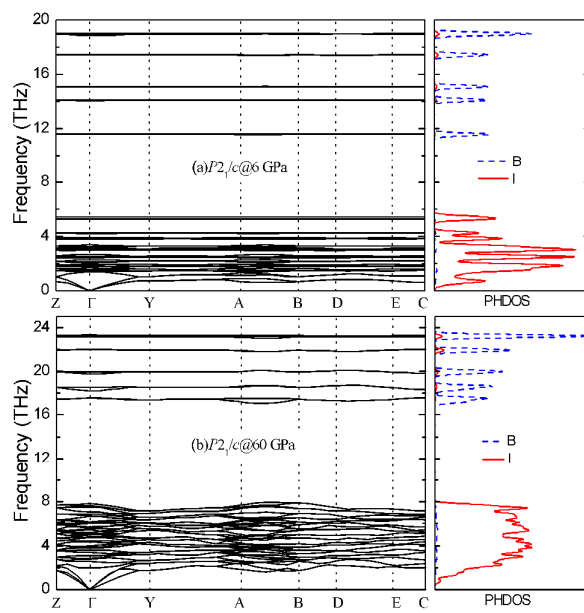 20
16
12
8
4
0
Frequency (THz)
(a)P2₁/c@6 GPa
Z Γ Y A B D E C
B
I
PHDOS
24
20
16
12
8
4
0
Frequency (THz)
(b)P2₁/c@60 GPa
Z Γ Y A B D E C
B
I
PHDOS